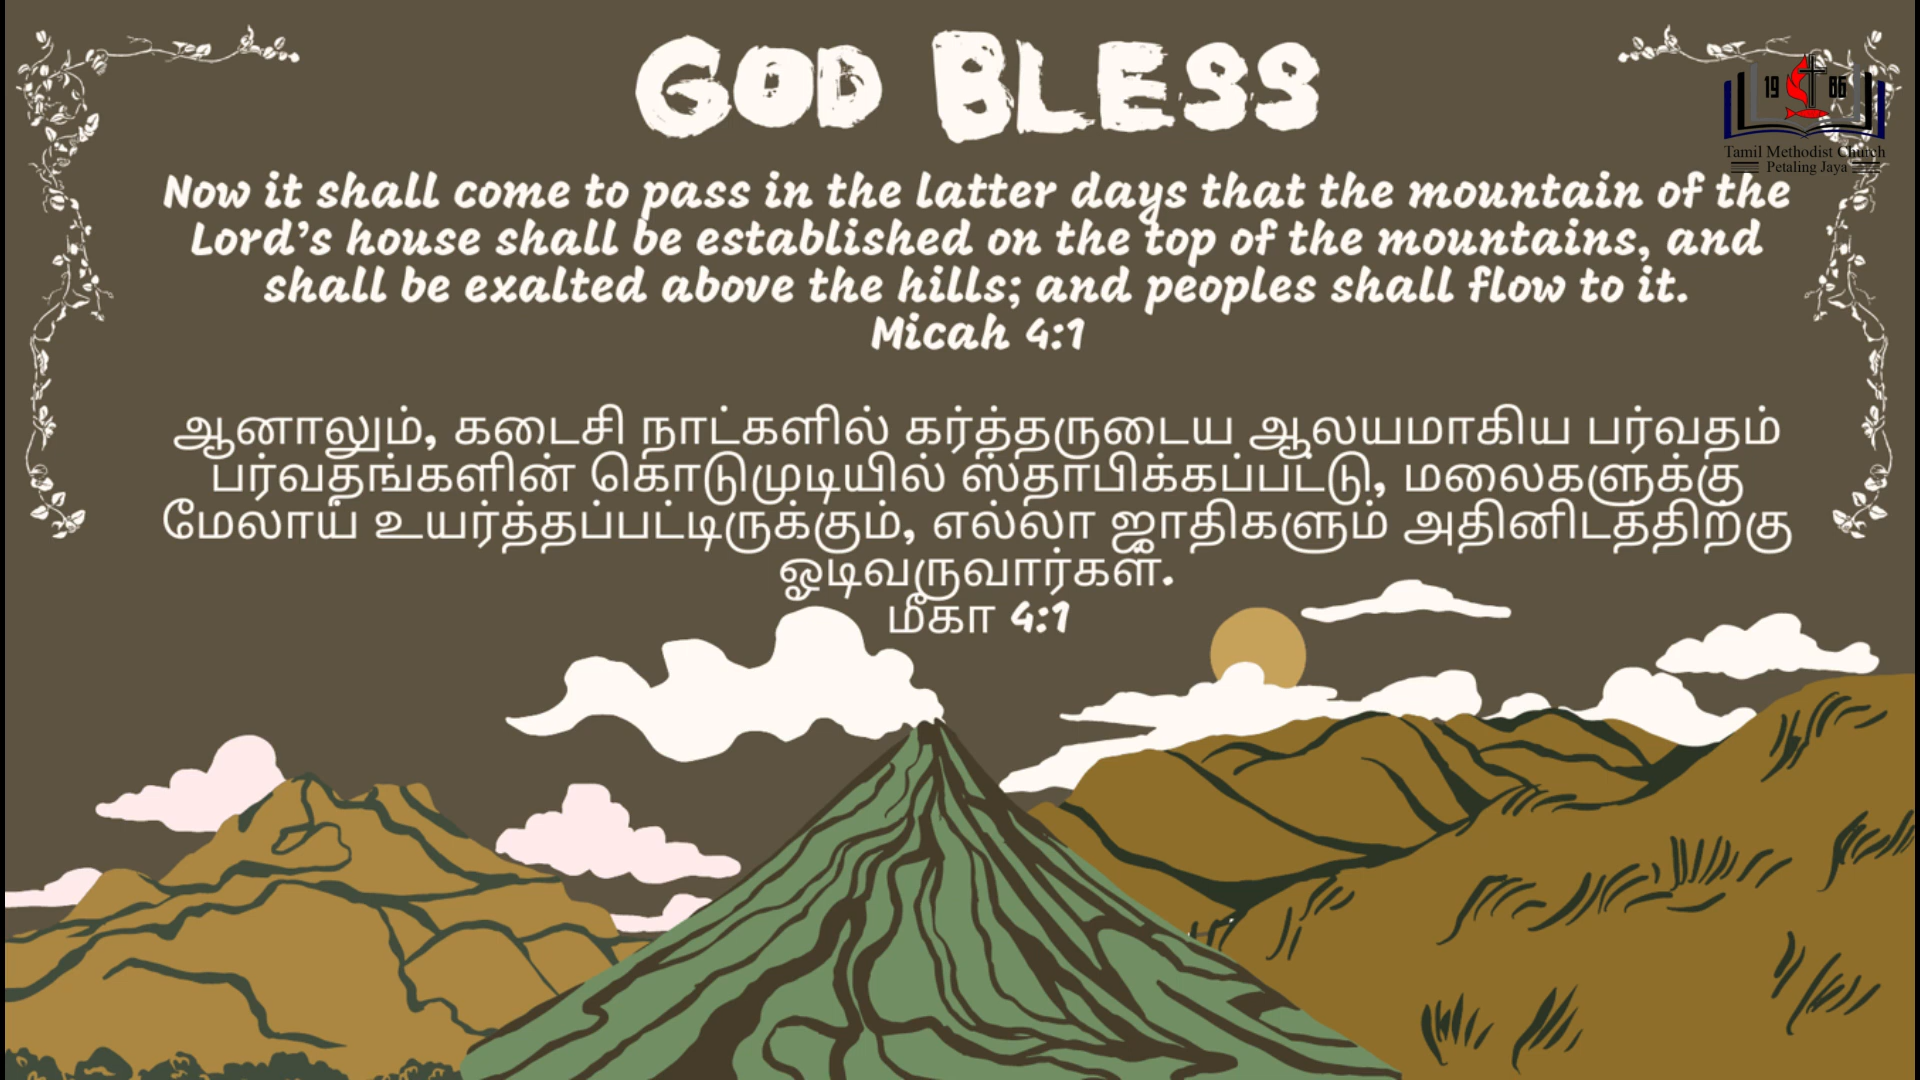 GOD BLESS
19 86
Tamil Methodist Church
Petaling Jaya
Now it shall come to pass in the latter days that the mountain of the
Lord's house shall be established on the top of the mountains, and
shall be exalted above the hills; and peoples shall flow to it.
Micah 4:1
ஆனாலும், கடைசி நாட்களில் கர்த்தருடைய ஆலயமாகிய பர்வதம்
பர்வதங்களின் கொடுமுடியில் ஸ்தாபிக்கப்பட்டு, மலைகளுக்கு
மேலாய் உயர்த்தப்பட்டிருக்கும், எல்லா ஜாதிகளும் அதினிடத்திற்கு
ஓடிவருவார்கள்.
மீகா 4:1